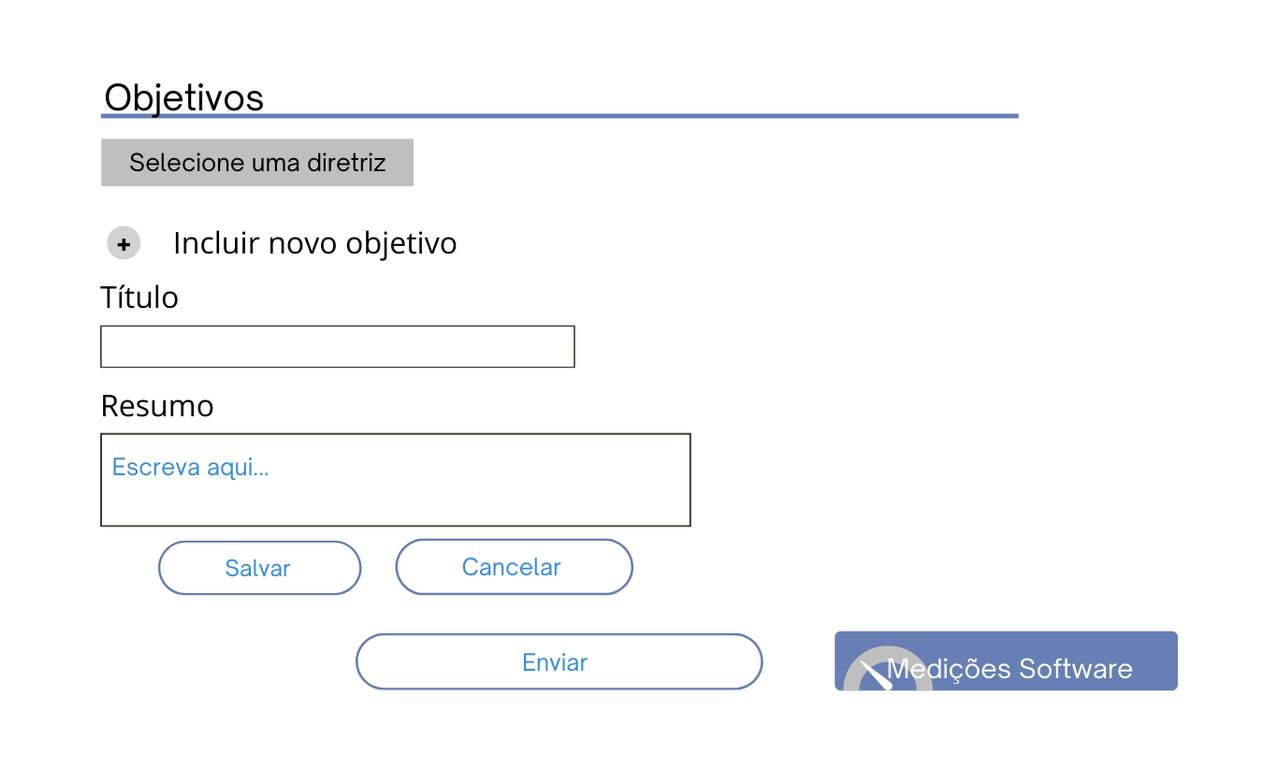 Objetivos
Selecione uma diretriz
+ Incluir novo objetivo
Título
Resumo
Escreva aqui...
Salvar Cancelar
Enviar
Medições Software